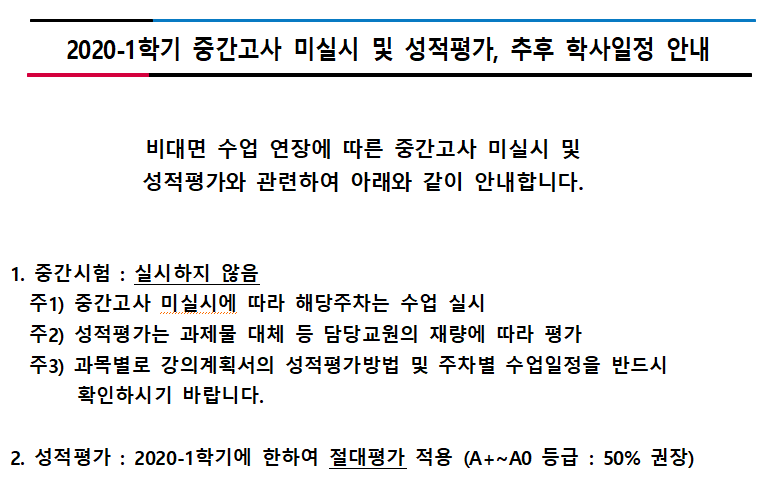 2020-1학기 중간고사 미실시 및 성적평가, 추후 학사일정 안내
비대면 수업 연장에 따른 중간고사 미실시 및
성적평가와 관련하여 아래와 같이 안내합니다.
1. 중간시험 : 실시하지 않음
주1) 중간고사 미실시에 따라 해당주차는 수업 실시
주2) 성적평가는 과제물 대체 등 담당교원의 재량에 따라 평가
주3) 과목별로 강의계획서의 성적평가방법 및 주차별 수업일정을 반드시
확인하시기 바랍니다.
2. 성적평가 : 2020-1학기에 한하여 절대평가 적용 (A+~A0 등급 : 50% 권장)